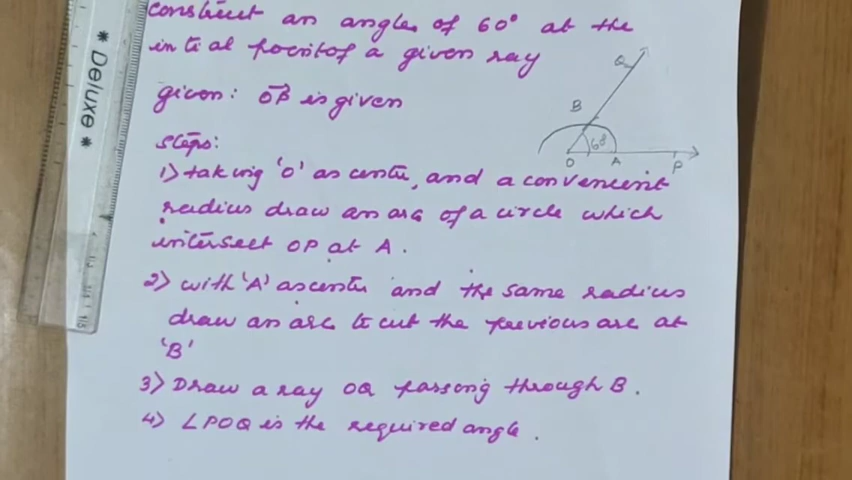 construct an angles of 60° at the
initial point of a given ray
given: OP is given
steps:
1) taking 'O' as centre, and a convenient
radius draw an arc of a circle which
intersect OP at A.
2) with 'A' as centre and the same radius
draw an arc to cut the previous arc at
'B'
3) Draw a ray OQ passing through B.
4) ∠POQ is the required angle.
Q
B
60°
O A P
* Deluxe *